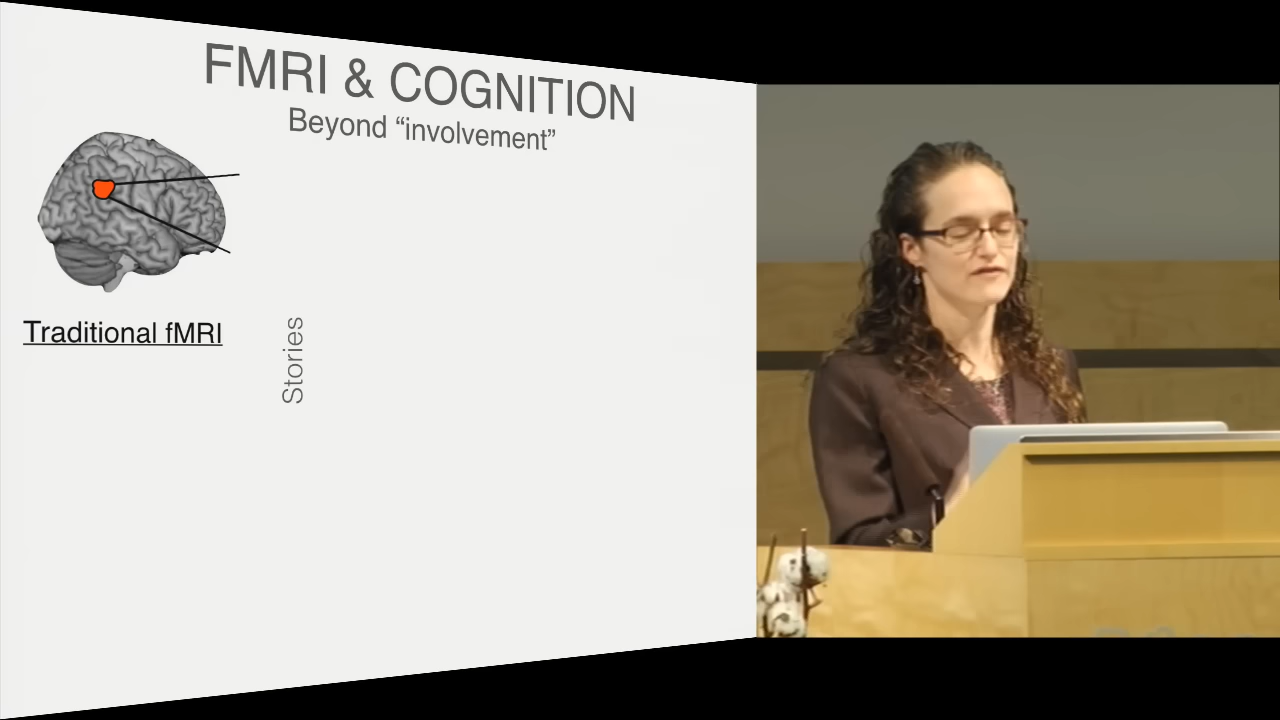 FMRI & COGNITION
Beyond “involvement”
Traditional fMRI
Stories